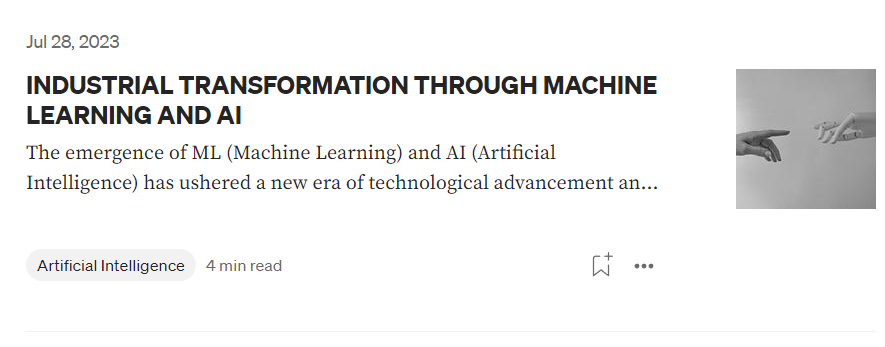 Jul 28, 2023
INDUSTRIAL TRANSFORMATION THROUGH MACHINE
LEARNING AND AI
The emergence of ML (Machine Learning) and AI (Artificial
Intelligence) has ushered a new era of technological advancement an...
Artificial Intelligence 4 min read